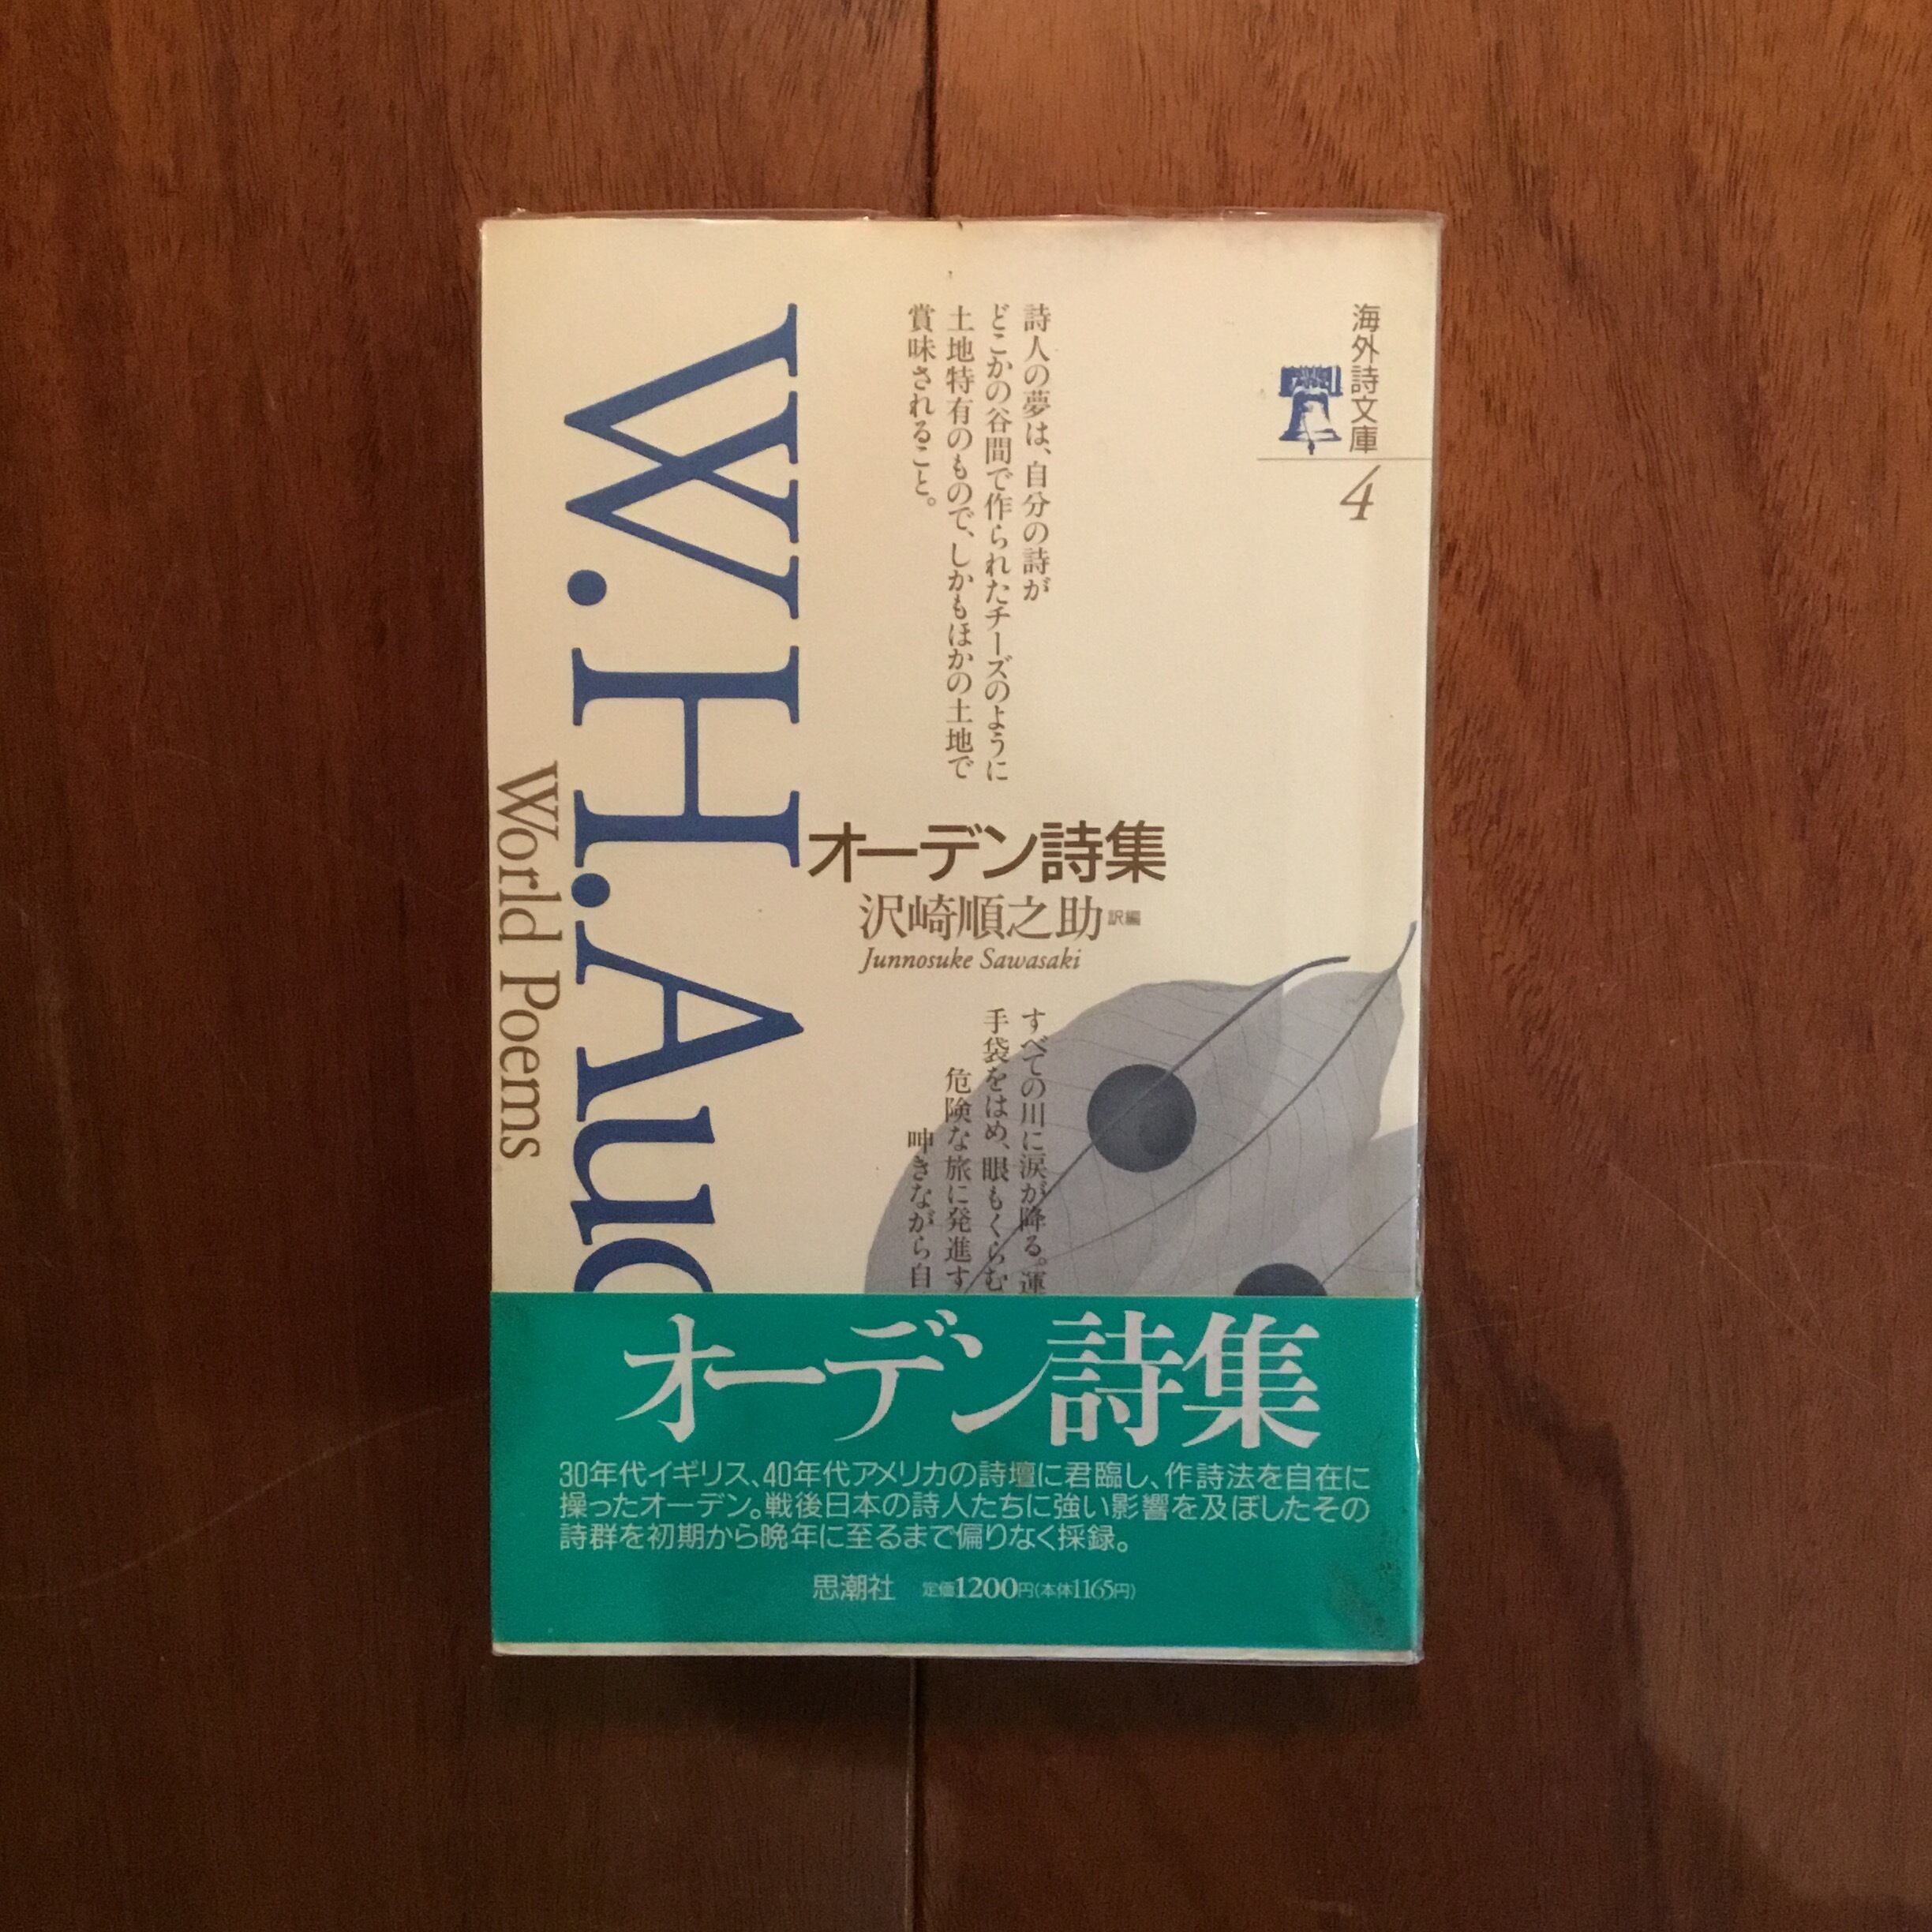 海外詩文庫
4
詩人の夢は、自分の詩が
どこかの谷間で作られたチーズのように
土地特有のもので、しかもほかの土地で
賞味されること。
W.H.Auc
World Poems
オーデン詩集
沢崎順之助 訳編
Junnosuke Sawasaki
すべての川に涙が降る。運
手袋をはめ、眼もくらむ
危険な旅に発進す
呻きながら自
オーデン詩集
30年代イギリス、40年代アメリカの詩壇に君臨し、作詩法を自在に
操ったオーデン。戦後日本の詩人たちに強い影響を及ぼしたその
詩群を初期から晩年に至るまで偏りなく採録。
思潮社 定価1200円(本体1165円)